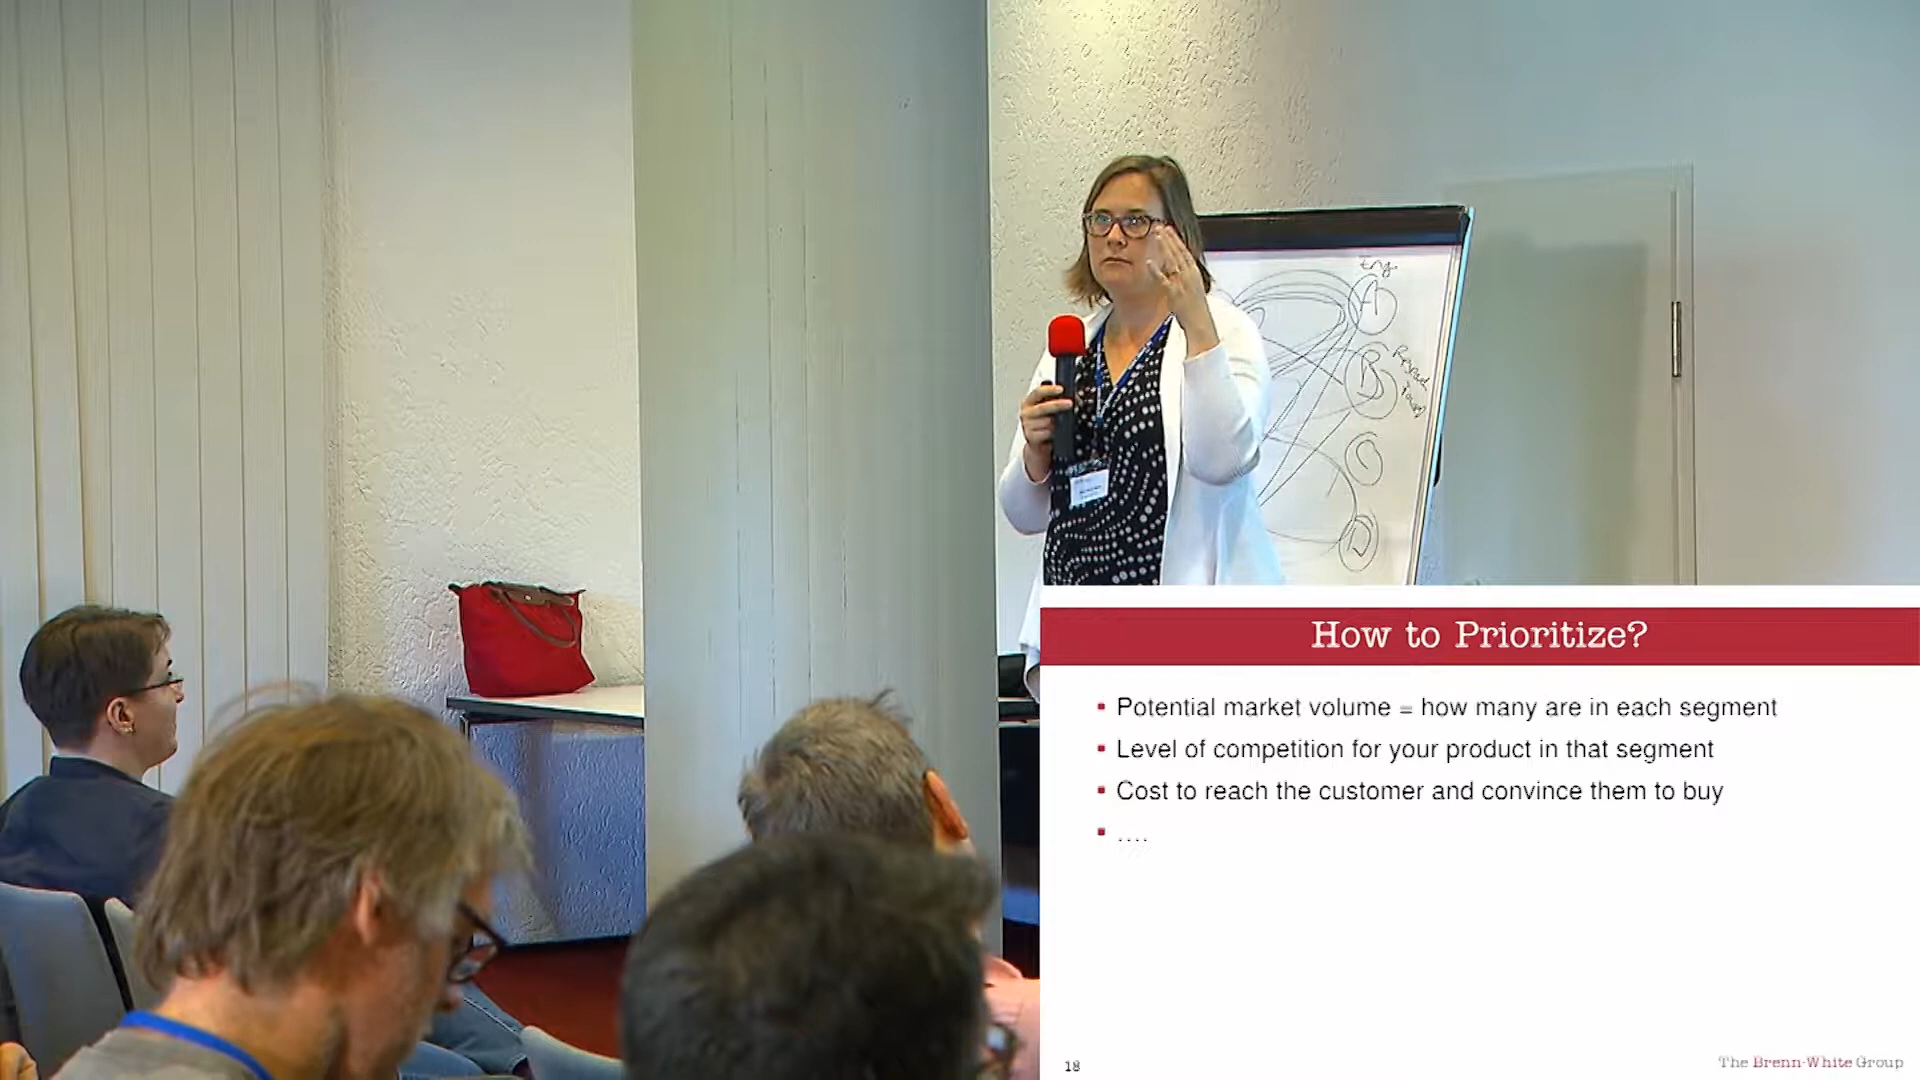 Eng.
A
B
C
D
How to Prioritize?
Potential market volume = how many are in each segment
Level of competition for your product in that segment
Cost to reach the customer and convince them to buy
....
18
The Brenn-White Group